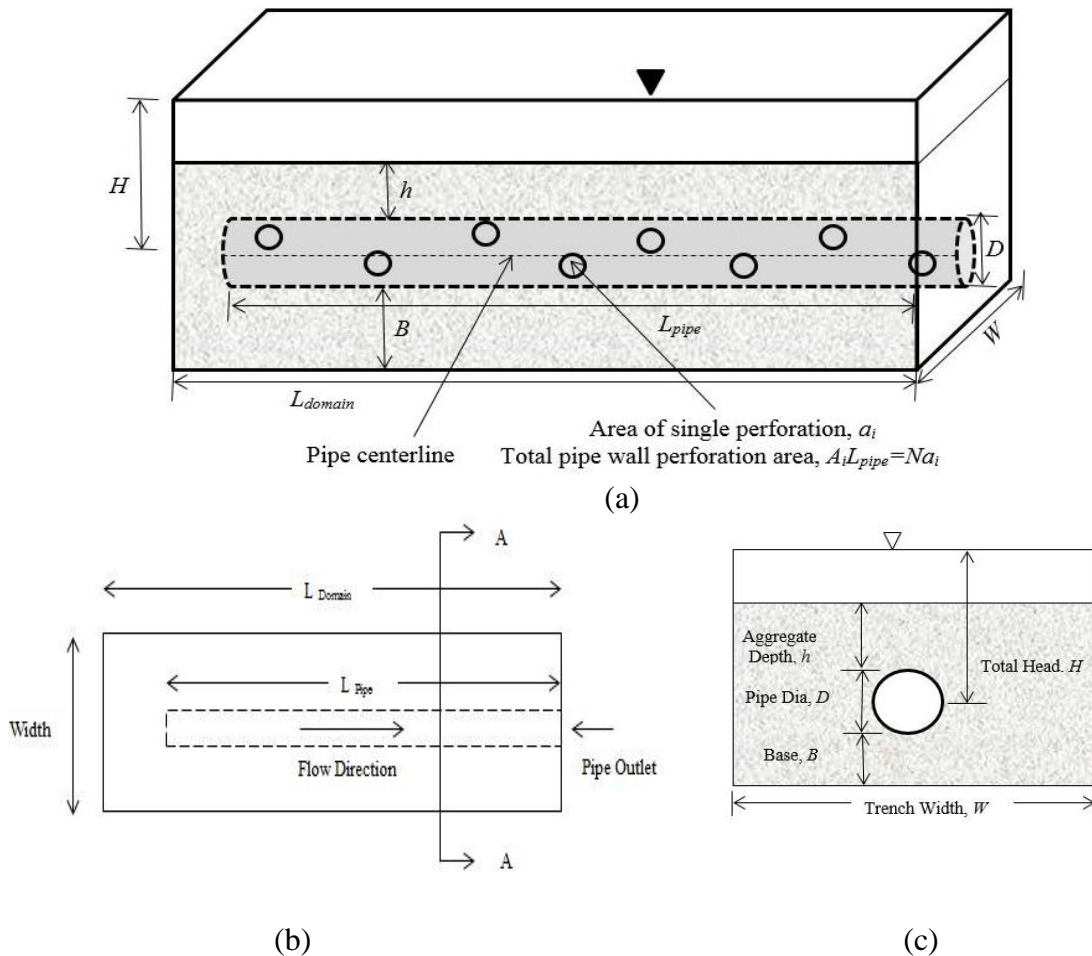 H
h
D
B
L_pipe
W
L_domain
Area of single perforation, a_i
Pipe centerline
Total pipe wall perforation area, A_iL_pipe=Na_i
(a)
A
L Domain
L Pipe
Width
Flow Direction
Pipe Outlet
A
(b)
Aggregate
Depth, h
Total Head. H
Pipe Dia, D
Base, B
Trench Width, W
(c)